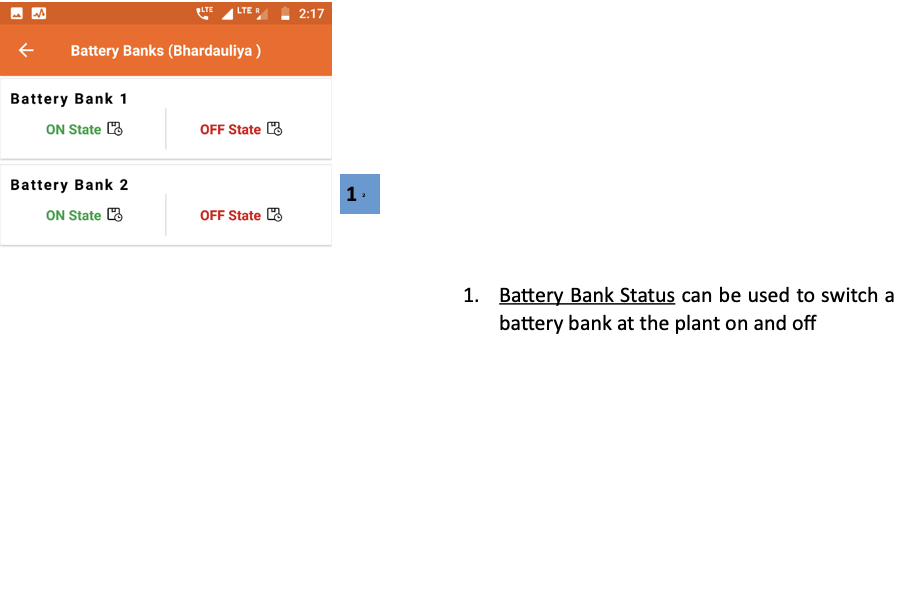 LTE LTE R 2:17
Battery Banks (Bhardauliya )
Battery Bank 1
ON State OFF State
Battery Bank 2
ON State OFF State
1
1. Battery Bank Status can be used to switch a
battery bank at the plant on and off